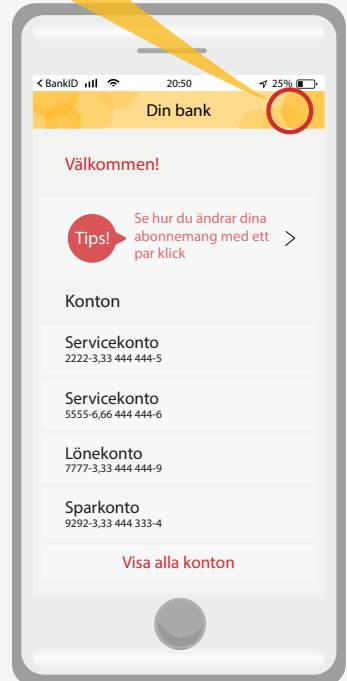 < BankID 20:50 25%
Din bank
Välkommen!
Tips!
Se hur du ändrar dina
abonnemang med ett
par klick
Konton
Servicekonto
2222-3,33 444 444-5
Servicekonto
5555-6,66 444 444-6
Lönekonto
7777-3,33 444 444-9
Sparkonto
9292-3,33 444 333-4
Visa alla konton